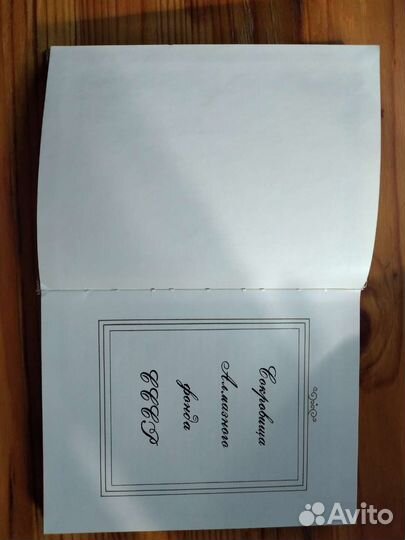 Сокровища
Алмазного
фонда
СССР
Avito